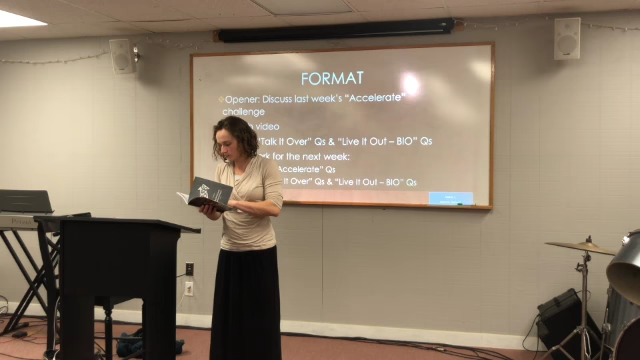 FORMAT
Opener: Discuss last week's "Accelerate"
challenge
video
"Talk It Over" Qs & "Live It Out – BIO" Qs
for the next week:
"Accelerate" Qs
It Over" Qs & "Live It Out – BIO" Qs